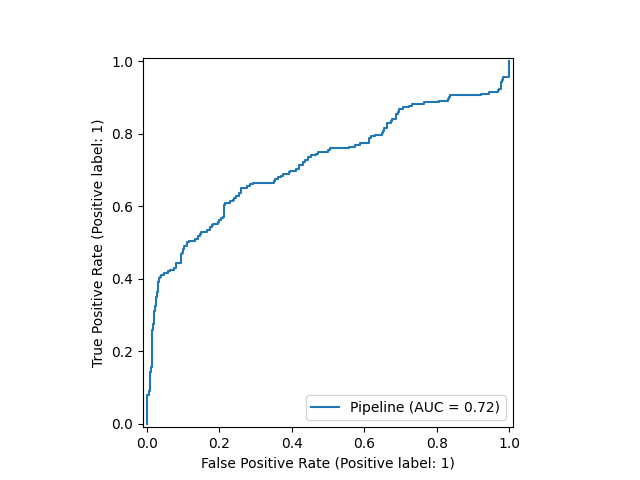 1.0
0.8
0.6
0.4
0.2
0.0
True Positive Rate (Positive label: 1)
Pipeline (AUC = 0.72)
0.0 0.2 0.4 0.6 0.8 1.0
False Positive Rate (Positive label: 1)